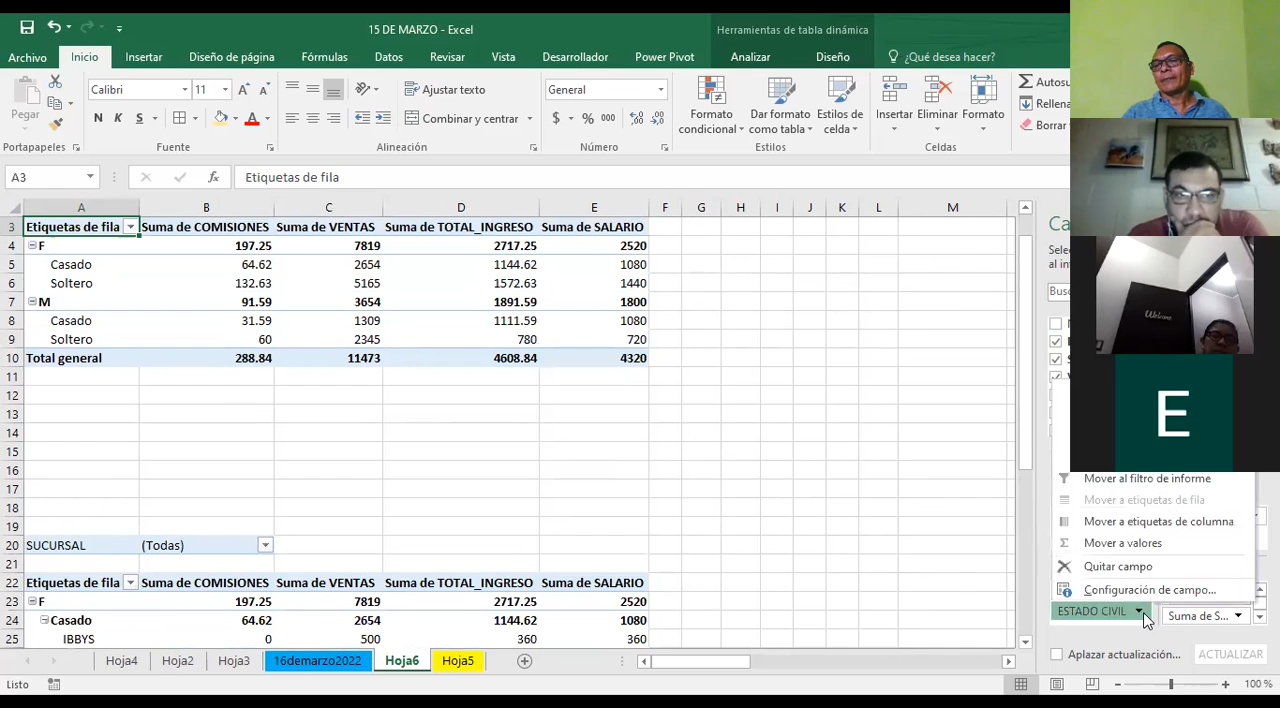 15 DE MARZO - Excel
Herramientas de tabla dinámica
Archivo Inicio Insertar Diseño de página Fórmulas Datos Revisar Vista Desarrollador Power Pivot Analizar Diseño ¿Qué desea hacer?
Pegar
Calibri 11
N K S
Ajustar texto
Combinar y centrar
General
$ % 000
Formato condicional
Dar formato como tabla
Estilos de celda
Insertar
Eliminar
Formato
Rellena
Borrar
Portapapeles Fuente Alineación Número Estilos Celdas
A3 fx Etiquetas de fila
A B C D E F G H I J K L M
3 Etiquetas de fila Suma de COMISIONES Suma de VENTAS Suma de TOTAL_INGRESO Suma de SALARIO
4 F 197.25 7819 2717.25 2520
5 Casado 64.62 2654 1144.62 1080
6 Soltero 132.63 5165 1572.63 1440
7 M 91.59 3654 1891.59 1800
8 Casado 31.59 1309 1111.59 1080
9 Soltero 60 2345 780 720
10 Total general 288.84 11473 4608.84 4320
11
12
13
14
15
16
17
18
19
20 SUCURSAL (Todas)
21
22 Etiquetas de fila Suma de COMISIONES Suma de VENTAS Suma de TOTAL_INGRESO Suma de SALARIO
23 F 197.25 7819 2717.25 2520
24 Casado 64.62 2654 1144.62 1080
25 IBBYS 0 500 360 360
Welcome
E
Mover al filtro de informe
Mover a etiquetas de fila
Mover a etiquetas de columna
Mover a valores
Quitar campo
Configuración de campo...
ESTADO CIVIL Suma de S...
Aplazar actualización... ACTUALIZAR
Hoja4 Hoja2 Hoja3 16demarzo2022 Hoja6 Hoja5
Listo 100 %